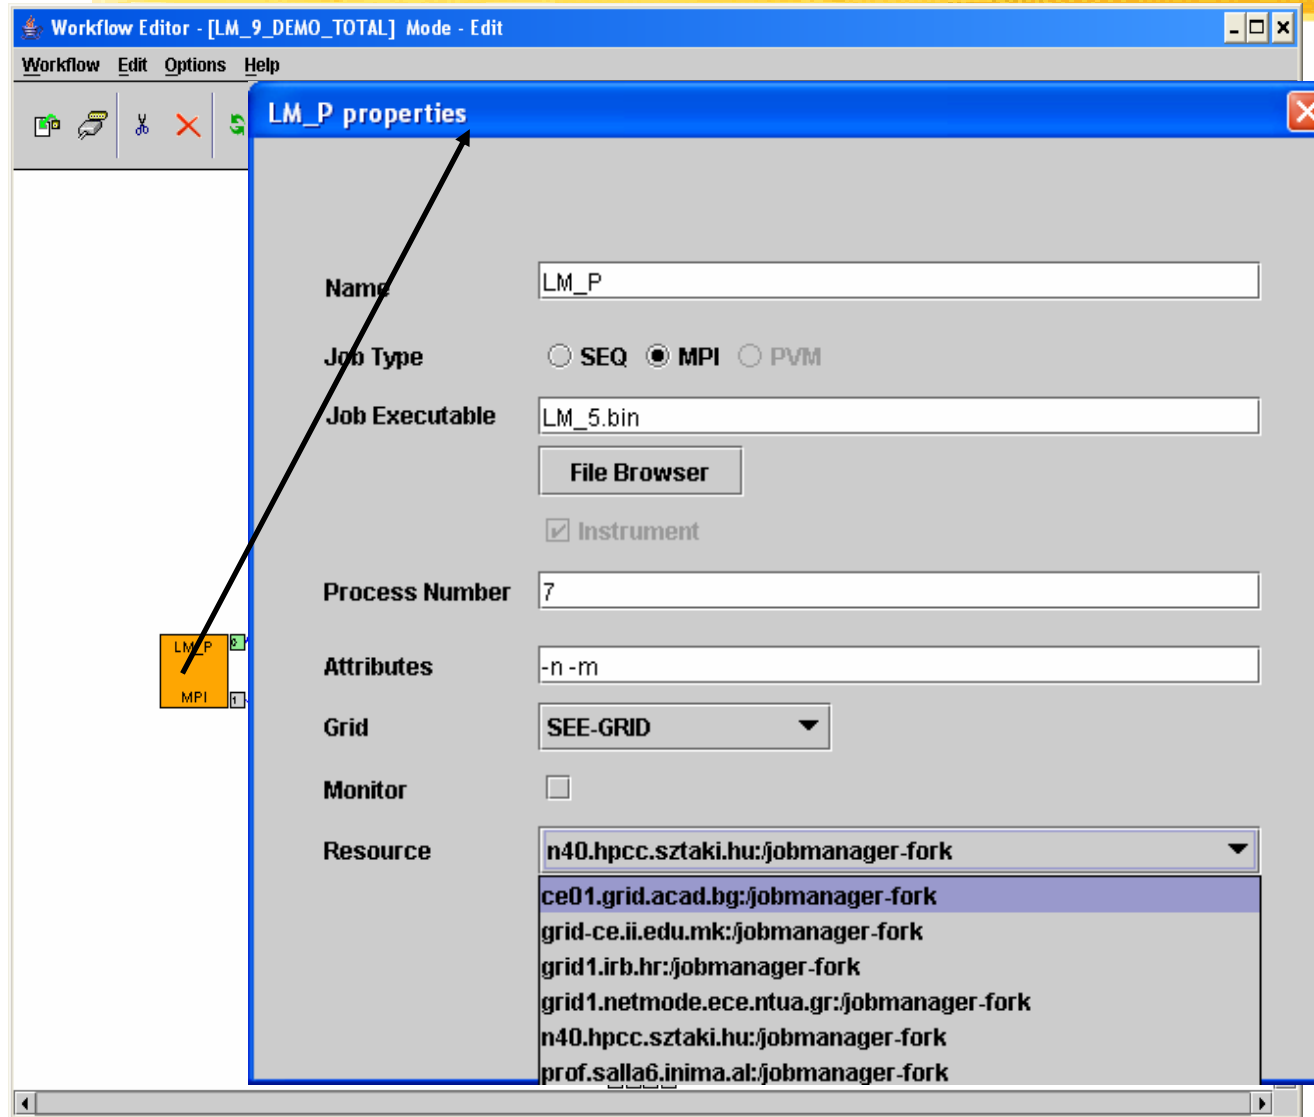 Workflow Editor - [LM_9_DEMO_TOTAL] Mode - Edit
Workflow Edit Options Help
LM_P properties
Name LM_P
Job Type SEQ MPI PVM
Job Executable LM_5.bin
File Browser
Instrument
Process Number 7
LM_P
MPI 1
Attributes -n -m
Grid SEE-GRID
Monitor
Resource n40.hpcc.sztaki.hu:/jobmanager-fork
ce01.grid.acad.bg:/jobmanager-fork
grid-ce.ii.edu.mk:/jobmanager-fork
grid1.irb.hr:/jobmanager-fork
grid1.netmode.ece.ntua.gr:/jobmanager-fork
n40.hpcc.sztaki.hu:/jobmanager-fork
prof.salla6.inima.al:/jobmanager-fork